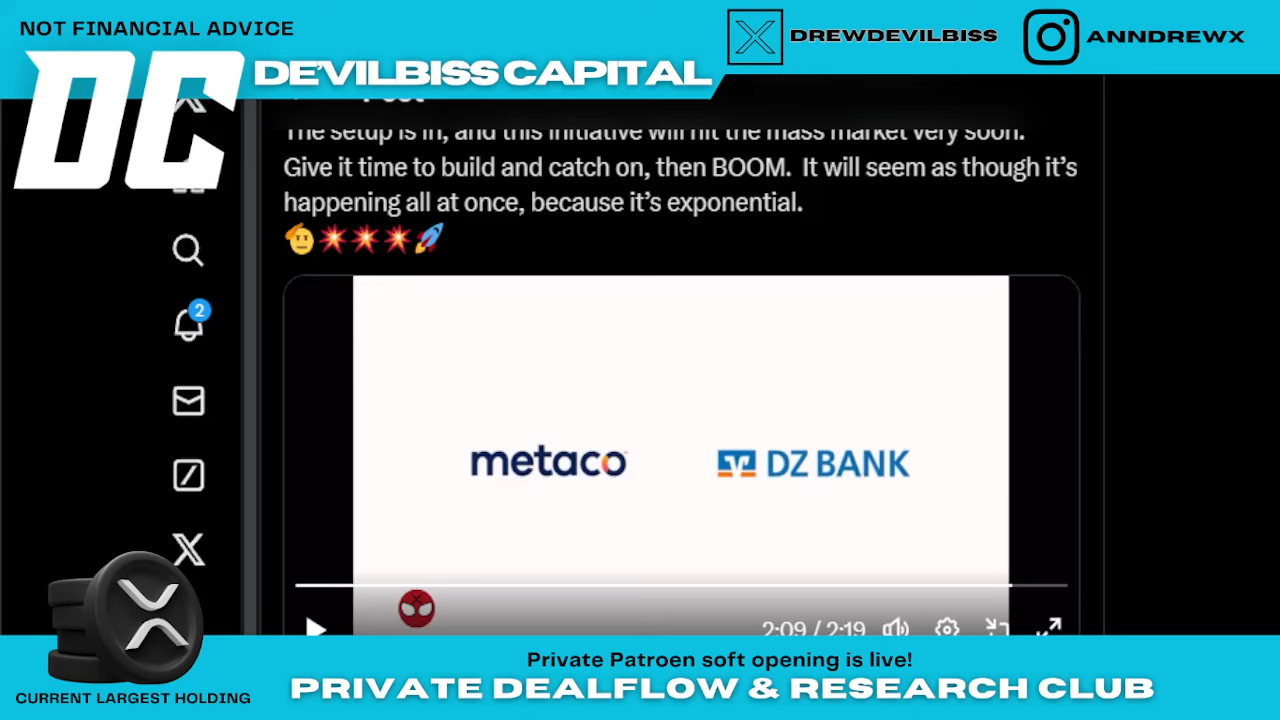 NOT FINANCIAL ADVICE
DREWDEVILBISS
ANNDREWX
DC
DE'VILBISS CAPITAL
Post
The setup is in, and this initiative will hit the mass market very soon.
Give it time to build and catch on, then BOOM. It will seem as though it's
happening all at once, because it's exponential.
2
metaco
DZ BANK
2:09 / 2:19
Private Patroen soft opening is live!
PRIVATE DEALFLOW & RESEARCH CLUB
CURRENT LARGEST HOLDING